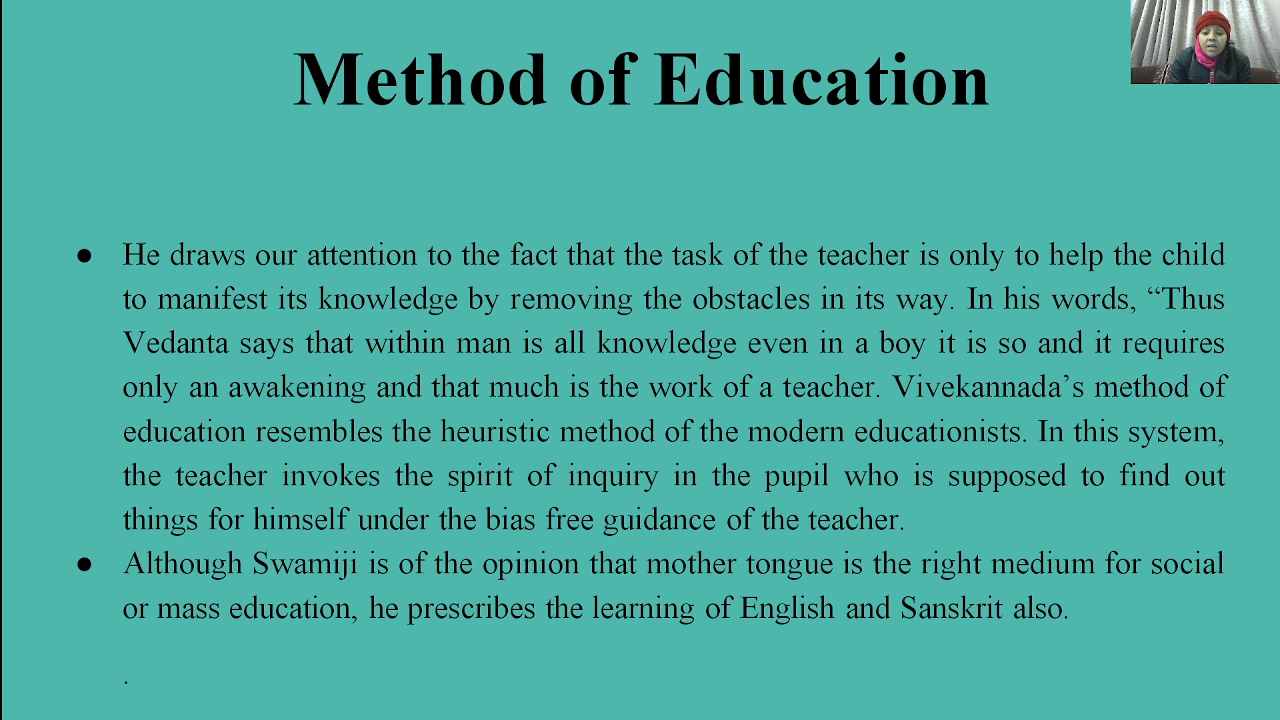 Method of Education
● He draws our attention to the fact that the task of the teacher is only to help the child
to manifest its knowledge by removing the obstacles in its way. In his words, “Thus
Vedanta says that within man is all knowledge even in a boy it is so and it requires
only an awakening and that much is the work of a teacher. Vivekannada’s method of
education resembles the heuristic method of the modern educationists. In this system,
the teacher invokes the spirit of inquiry in the pupil who is supposed to find out
things for himself under the bias free guidance of the teacher.
● Although Swamiji is of the opinion that mother tongue is the right medium for social
or mass education, he prescribes the learning of English and Sanskrit also.
.